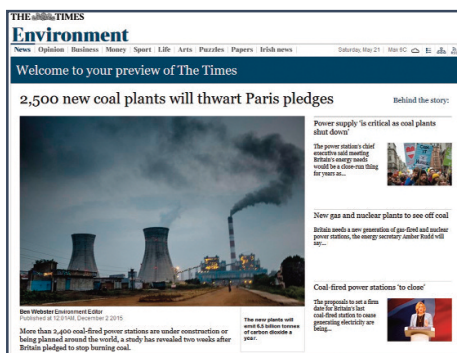 THE TIMES
Environment
News Opinion Business Money Sport Life Arts Puzzles Papers Irish news
Saturday, May 21 Max 6C
Welcome to your preview of The Times
2,500 new coal plants will thwart Paris pledges
Behind the story:
Power supply 'is critical as coal plants
shut down'
The power station's chief
executive said meeting
Britain's energy needs
would be a close-run thing
for years as...
New gas and nuclear plants to see off coal
Britain needs a new generation of gas-fired and nuclear
power stations, the energy secretary Amber Rudd will
say...
Coal-fired power stations 'to close'
The proposals to set a firm
date for Britain's last
coal-fired station to cease
generating electricity are
being...
Ben Webster Environment Editor
Published at 12:01AM, December 2 2015
The new plants will
emit 6.5 billion tonnes
of carbon dioxide a
year.
More than 2,400 coal-fired power stations are under construction or
being planned around the world, a study has revealed two weeks after
Britain pledged to stop burning coal.